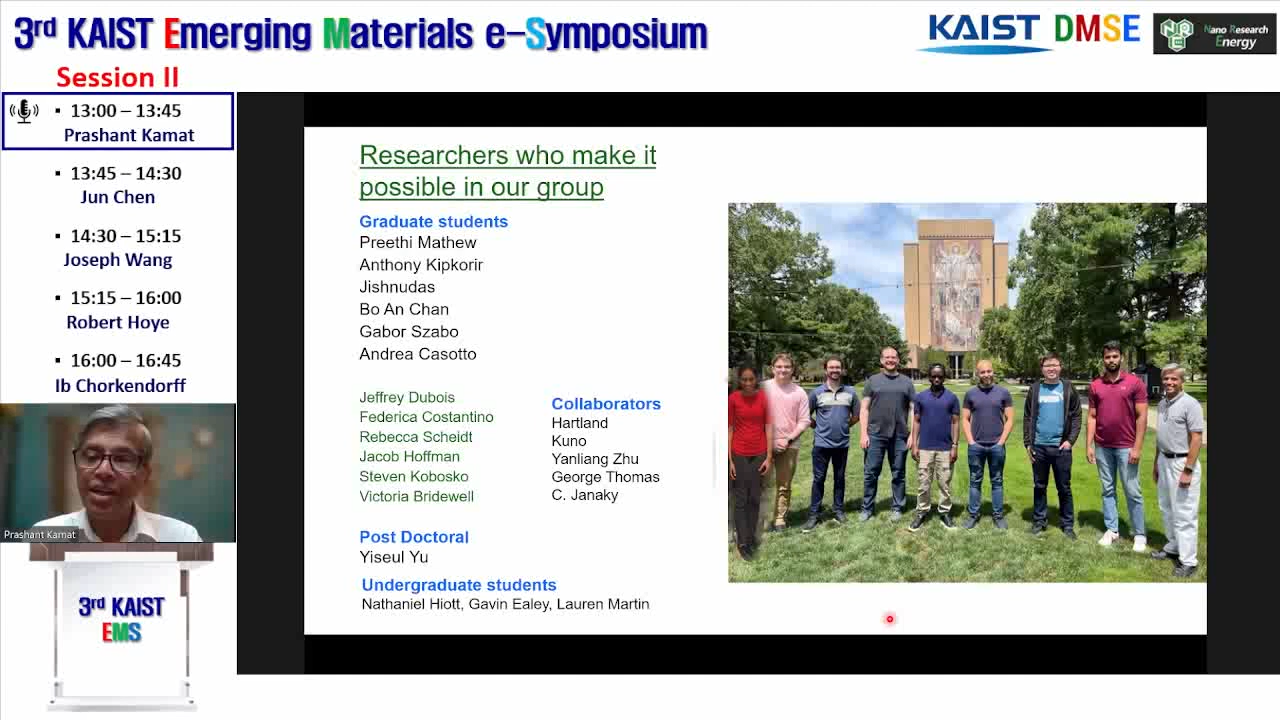 3rd KAIST Emerging Materials e-Symposium
KAIST DMSE
NRE
Nano Research
Energy
Session II
▪ 13:00 – 13:45
Prashant Kamat
▪ 13:45 – 14:30
Jun Chen
▪ 14:30 – 15:15
Joseph Wang
▪ 15:15 – 16:00
Robert Hoye
▪ 16:00 – 16:45
Ib Chorkendorff
Prashant Kamat
3rd KAIST
EMS
Researchers who make it
possible in our group
Graduate students
Preethi Mathew
Anthony Kipkorir
Jishnudas
Bo An Chan
Gabor Szabo
Andrea Casotto
Jeffrey Dubois
Federica Costantino
Rebecca Scheidt
Jacob Hoffman
Steven Kobosko
Victoria Bridewell
Collaborators
Hartland
Kuno
Yanliang Zhu
George Thomas
C. Janaky
Post Doctoral
Yiseul Yu
Undergraduate students
Nathaniel Hiott, Gavin Ealey, Lauren Martin